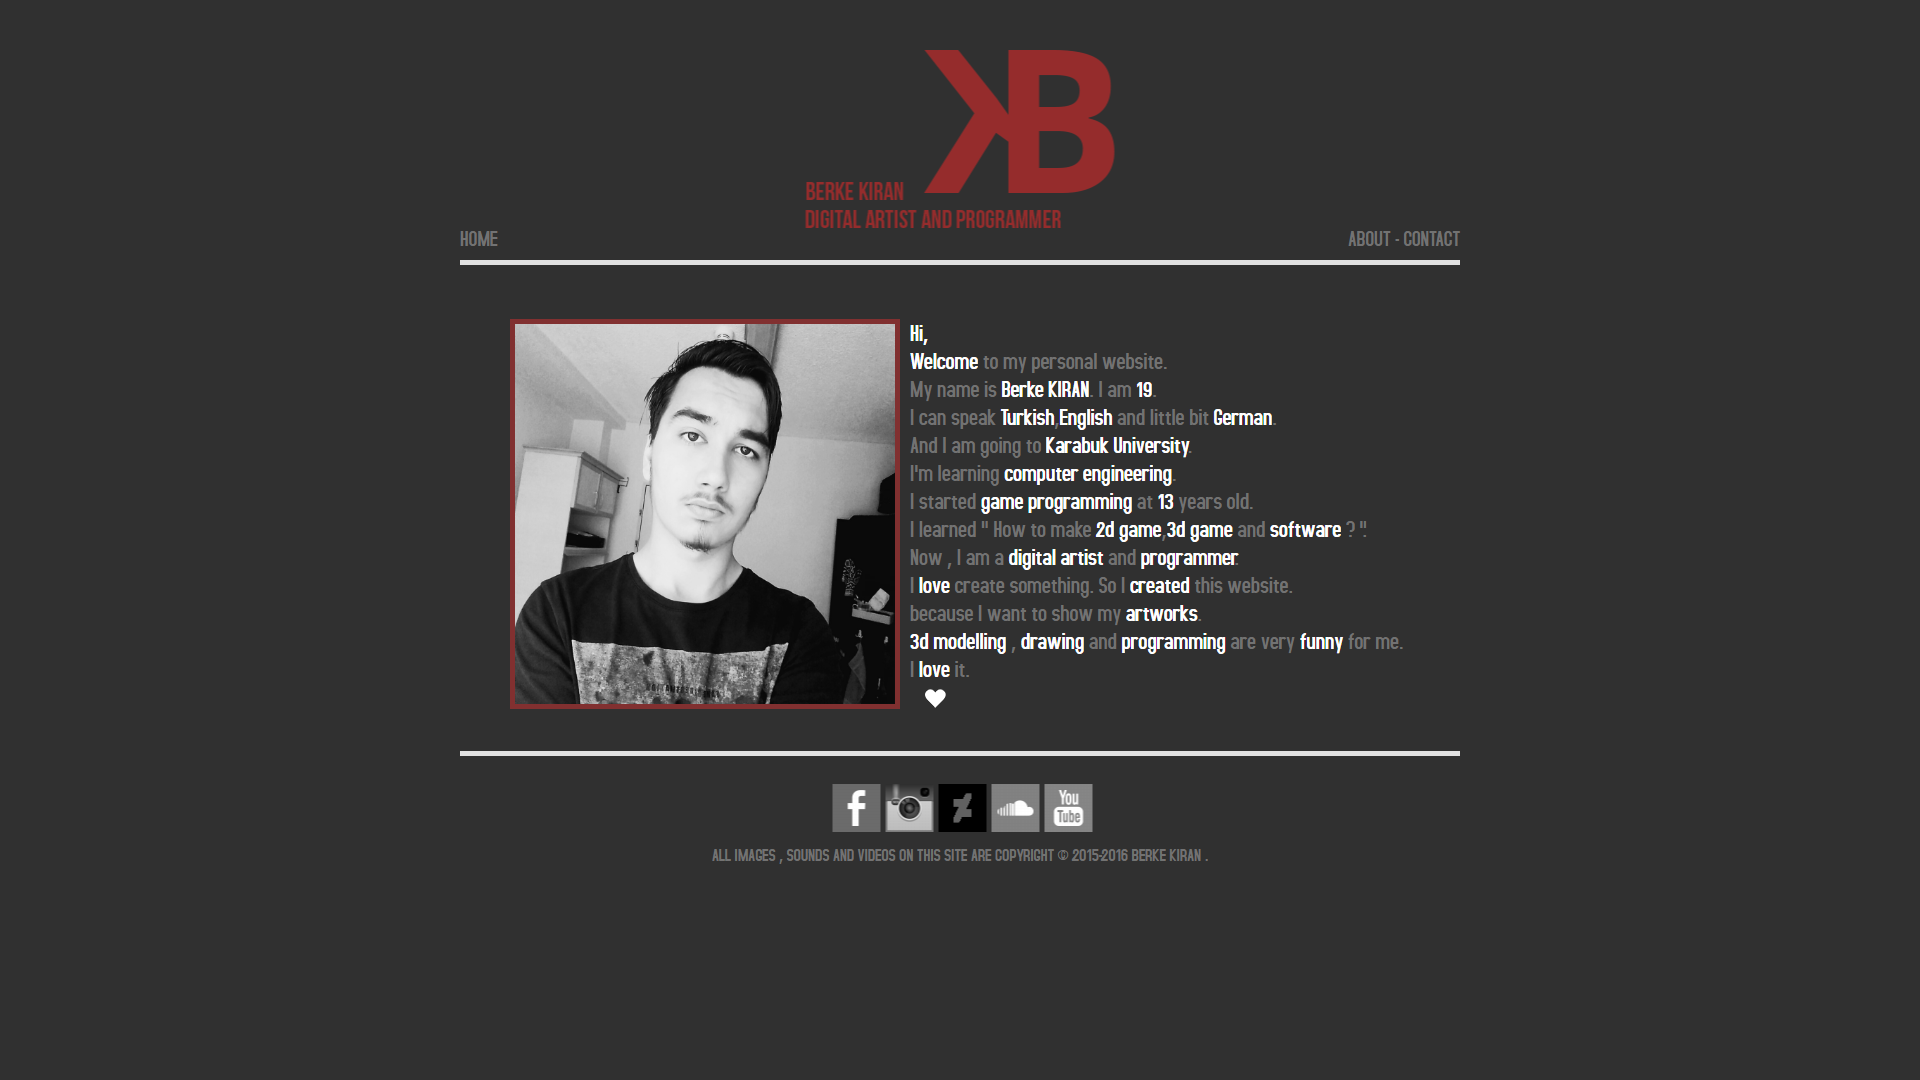 KB
BERKE KIRAN
DIGITAL ARTIST AND PROGRAMMER
HOME
ABOUT - CONTACT
Hi,
Welcome to my personal website.
My name is Berke KIRAN. I am 19.
I can speak Turkish,English and little bit German.
And I am going to Karabuk University.
I'm learning computer engineering.
I started game programming at 13 years old.
I learned " How to make 2d game,3d game and software ? ".
Now , I am a digital artist and programmer.
I love create something. So I created this website.
because I want to show my artworks.
3d modelling , drawing and programming are very funny for me.
I love it.
f
You
Tube
ALL IMAGES , SOUNDS AND VIDEOS ON THIS SITE ARE COPYRIGHT © 2015-2016 BERKE KIRAN .